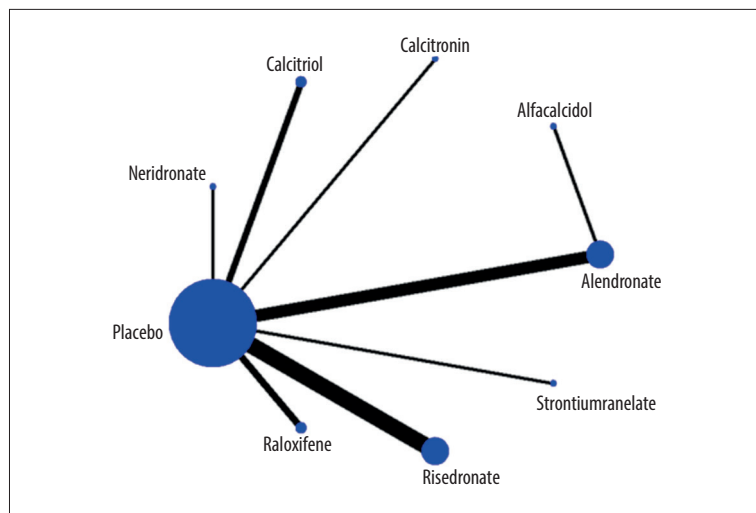 Calcitronin
Calcitriol
Alfacalcidol
Neridronate
Alendronate
Placebo
Strontiumranelate
Raloxifene
Risedronate